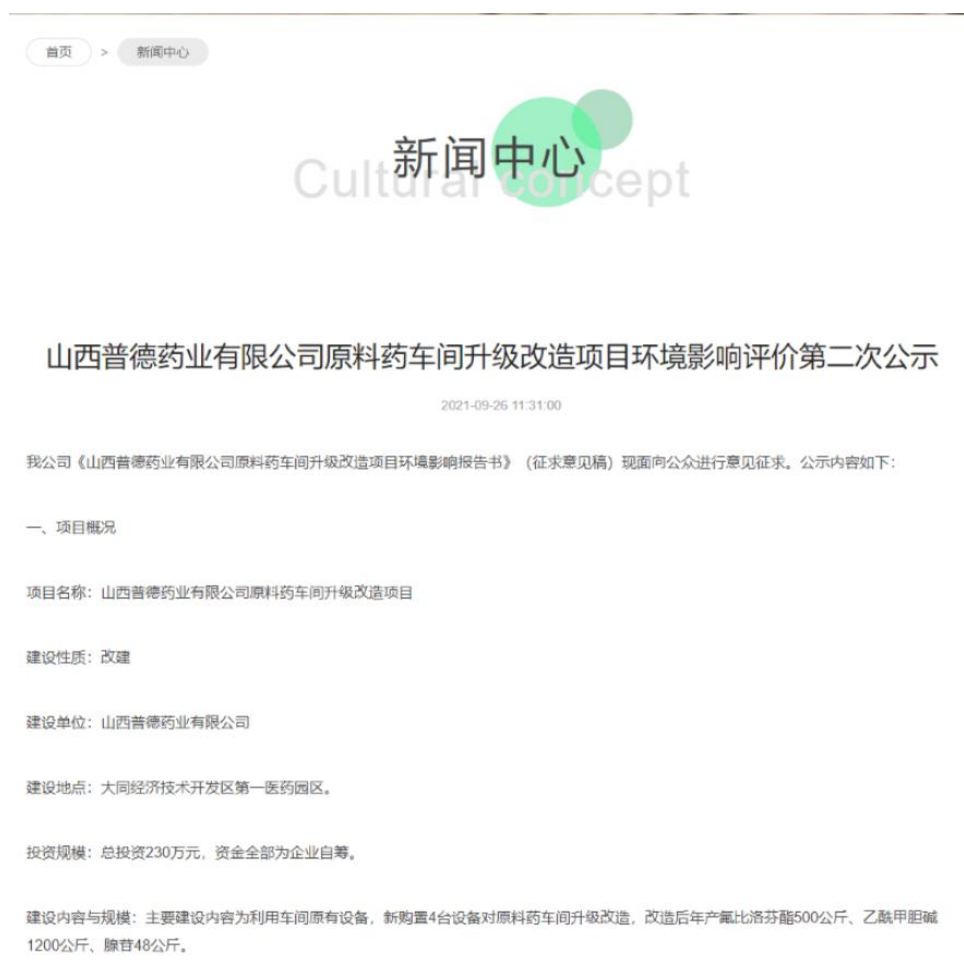 首页 > 新闻中心
新闻中心
Cultural concept
山西普德药业有限公司原料药车间升级改造项目环境影响评价第二次公示
2021-09-26 11:31:00
我公司《山西普德药业有限公司原料药车间升级改造项目环境影响报告书》（征求意见稿）现面向公众进行意见征求。公示内容如下：
一、项目概况
项目名称：山西普德药业有限公司原料药车间升级改造项目
建设性质：改建
建设单位：山西普德药业有限公司
建设地点：大同经济技术开发区第一医药园区。
投资规模：总投资230万元，资金全部为企业自筹。
建设内容与规模：主要建设内容为利用车间原有设备，新购置4台设备对原料药车间升级改造，改造后年产氟比洛芬酯500公斤、乙酰甲胆碱
1200公斤、腺苷48公斤。